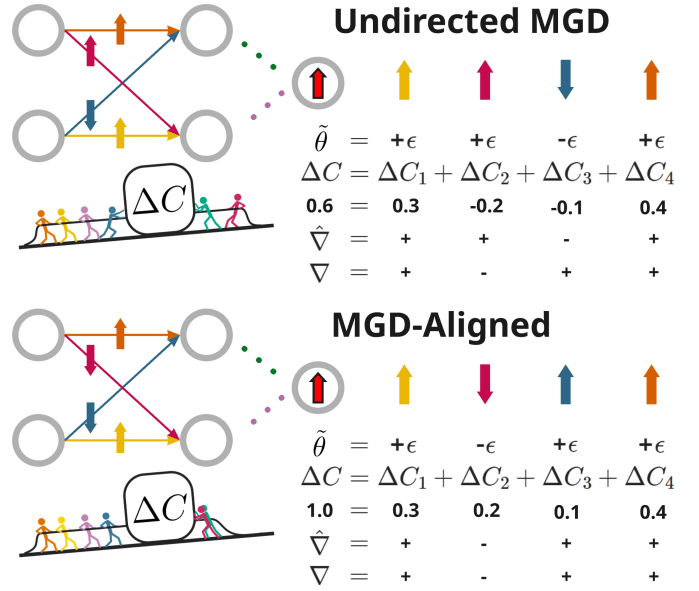 Undirected MGD
θ̃ = +ϵ +ϵ -ϵ +ϵ
ΔC = ΔC₁ + ΔC₂ + ΔC₃ + ΔC₄
ΔC
0.6 = 0.3 -0.2 -0.1 0.4
∇̂ = + + - +
∇ = + - + +
MGD-Aligned
θ̃ = +ϵ -ϵ +ϵ +ϵ
ΔC = ΔC₁ + ΔC₂ + ΔC₃ + ΔC₄
ΔC
1.0 = 0.3 0.2 0.1 0.4
∇̂ = + - + +
∇ = + - + +